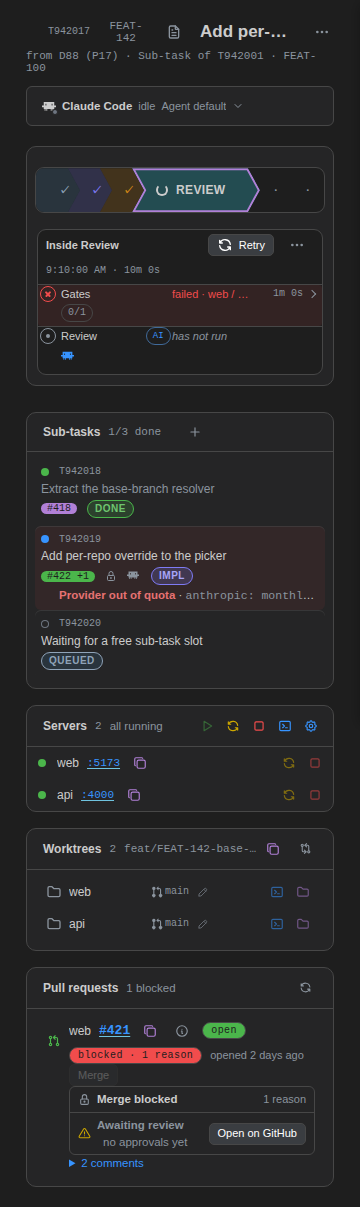 T942017 FEAT-142 Add per-…
from D88 (P17) · Sub-task of T942001 · FEAT-
100
Claude Code idle Agent default
REVIEW
Inside Review Retry
9:10:00 AM · 10m 0s
Gates failed · web / … 1m 0s
0/1
Review AI has not run
Sub-tasks 1/3 done
T942018
Extract the base-branch resolver
#418 DONE
T942019
Add per-repo override to the picker
#422 +1 IMPL
Provider out of quota · anthropic: monthl…
T942020
Waiting for a free sub-task slot
QUEUED
Servers 2 all running
web :5173
api :4000
Worktrees 2 feat/FEAT-142-base-…
web main
api main
Pull requests 1 blocked
web #421 open
blocked · 1 reason opened 2 days ago
Merge
Merge blocked 1 reason
Awaiting review
no approvals yet
Open on GitHub
2 comments